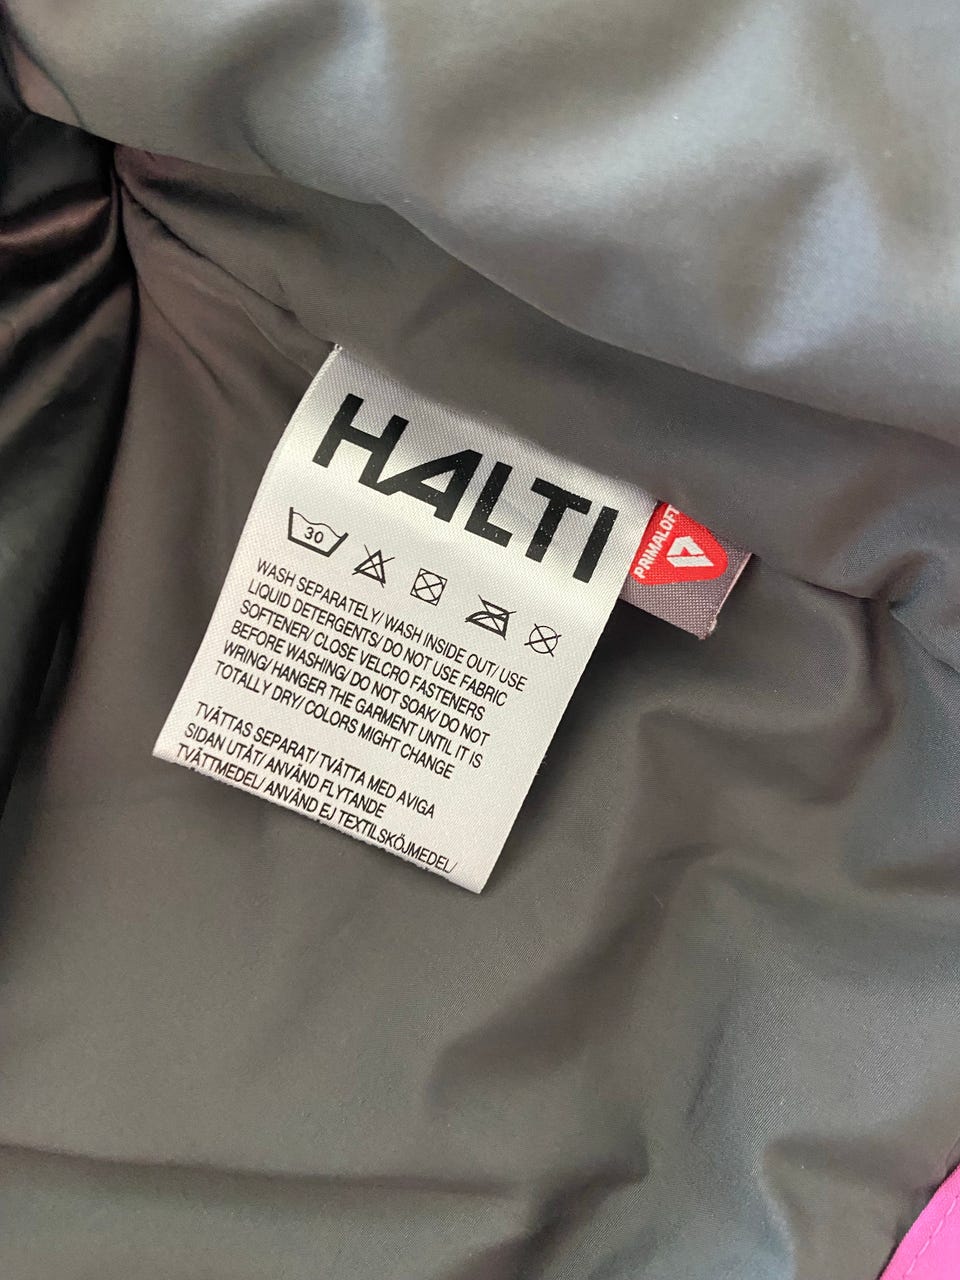 HALTI
30
WASH SEPARATELY/ WASH INSIDE OUT/ USE
LIQUID DETERGENTS/ DO NOT USE FABRIC
SOFTENER/ CLOSE VELCRO FASTENERS
BEFORE WASHING/ DO NOT SOAK/ DO NOT
WRING/ HANGER THE GARMENT UNTIL IT IS
TOTALLY DRY/ COLORS MIGHT CHANGE
TVÄTTAS SEPARAT/ TVÄTTA MED AVIGA
SIDAN UTÅT/ ANVÄND FLYTANDE
TVÄTTMEDEL/ ANVÄND EJ TEXTILSKÖJMEDEL/
PRIMALOFT